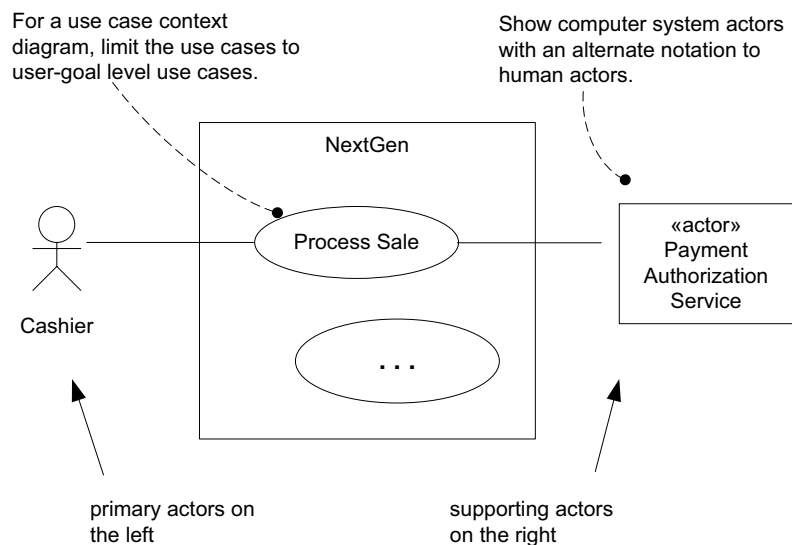 For a use case context
diagram, limit the use cases to
user-goal level use cases.
Show computer system actors
with an alternate notation to
human actors.
NextGen
Process Sale
«actor»
Payment
Authorization
Service
Cashier
. . .
primary actors on
the left
supporting actors
on the right